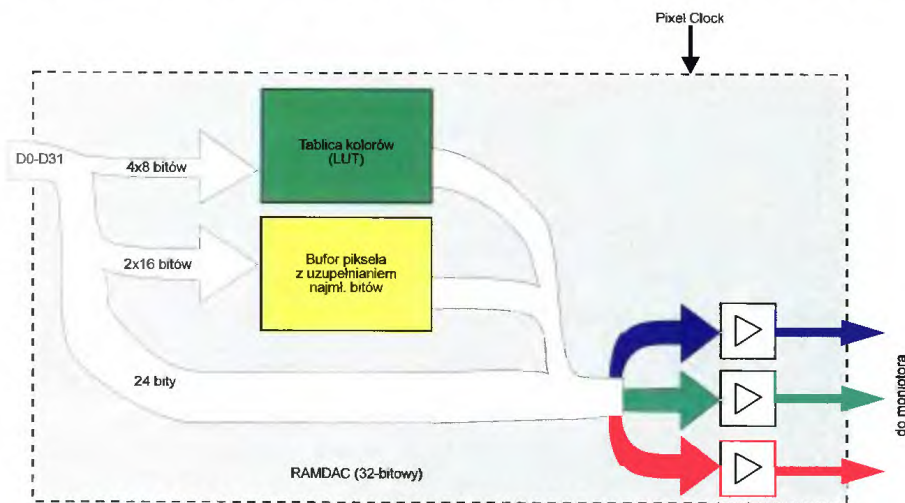 Pixel Clock
D0-D31
4x8 bitów
Tablica kolorów
(LUT)
2x16 bitów
Bufor piksela
z uzupełnianiem
najmł. bitów
24 bity
RAMDAC (32-bitowy)
do moniotora